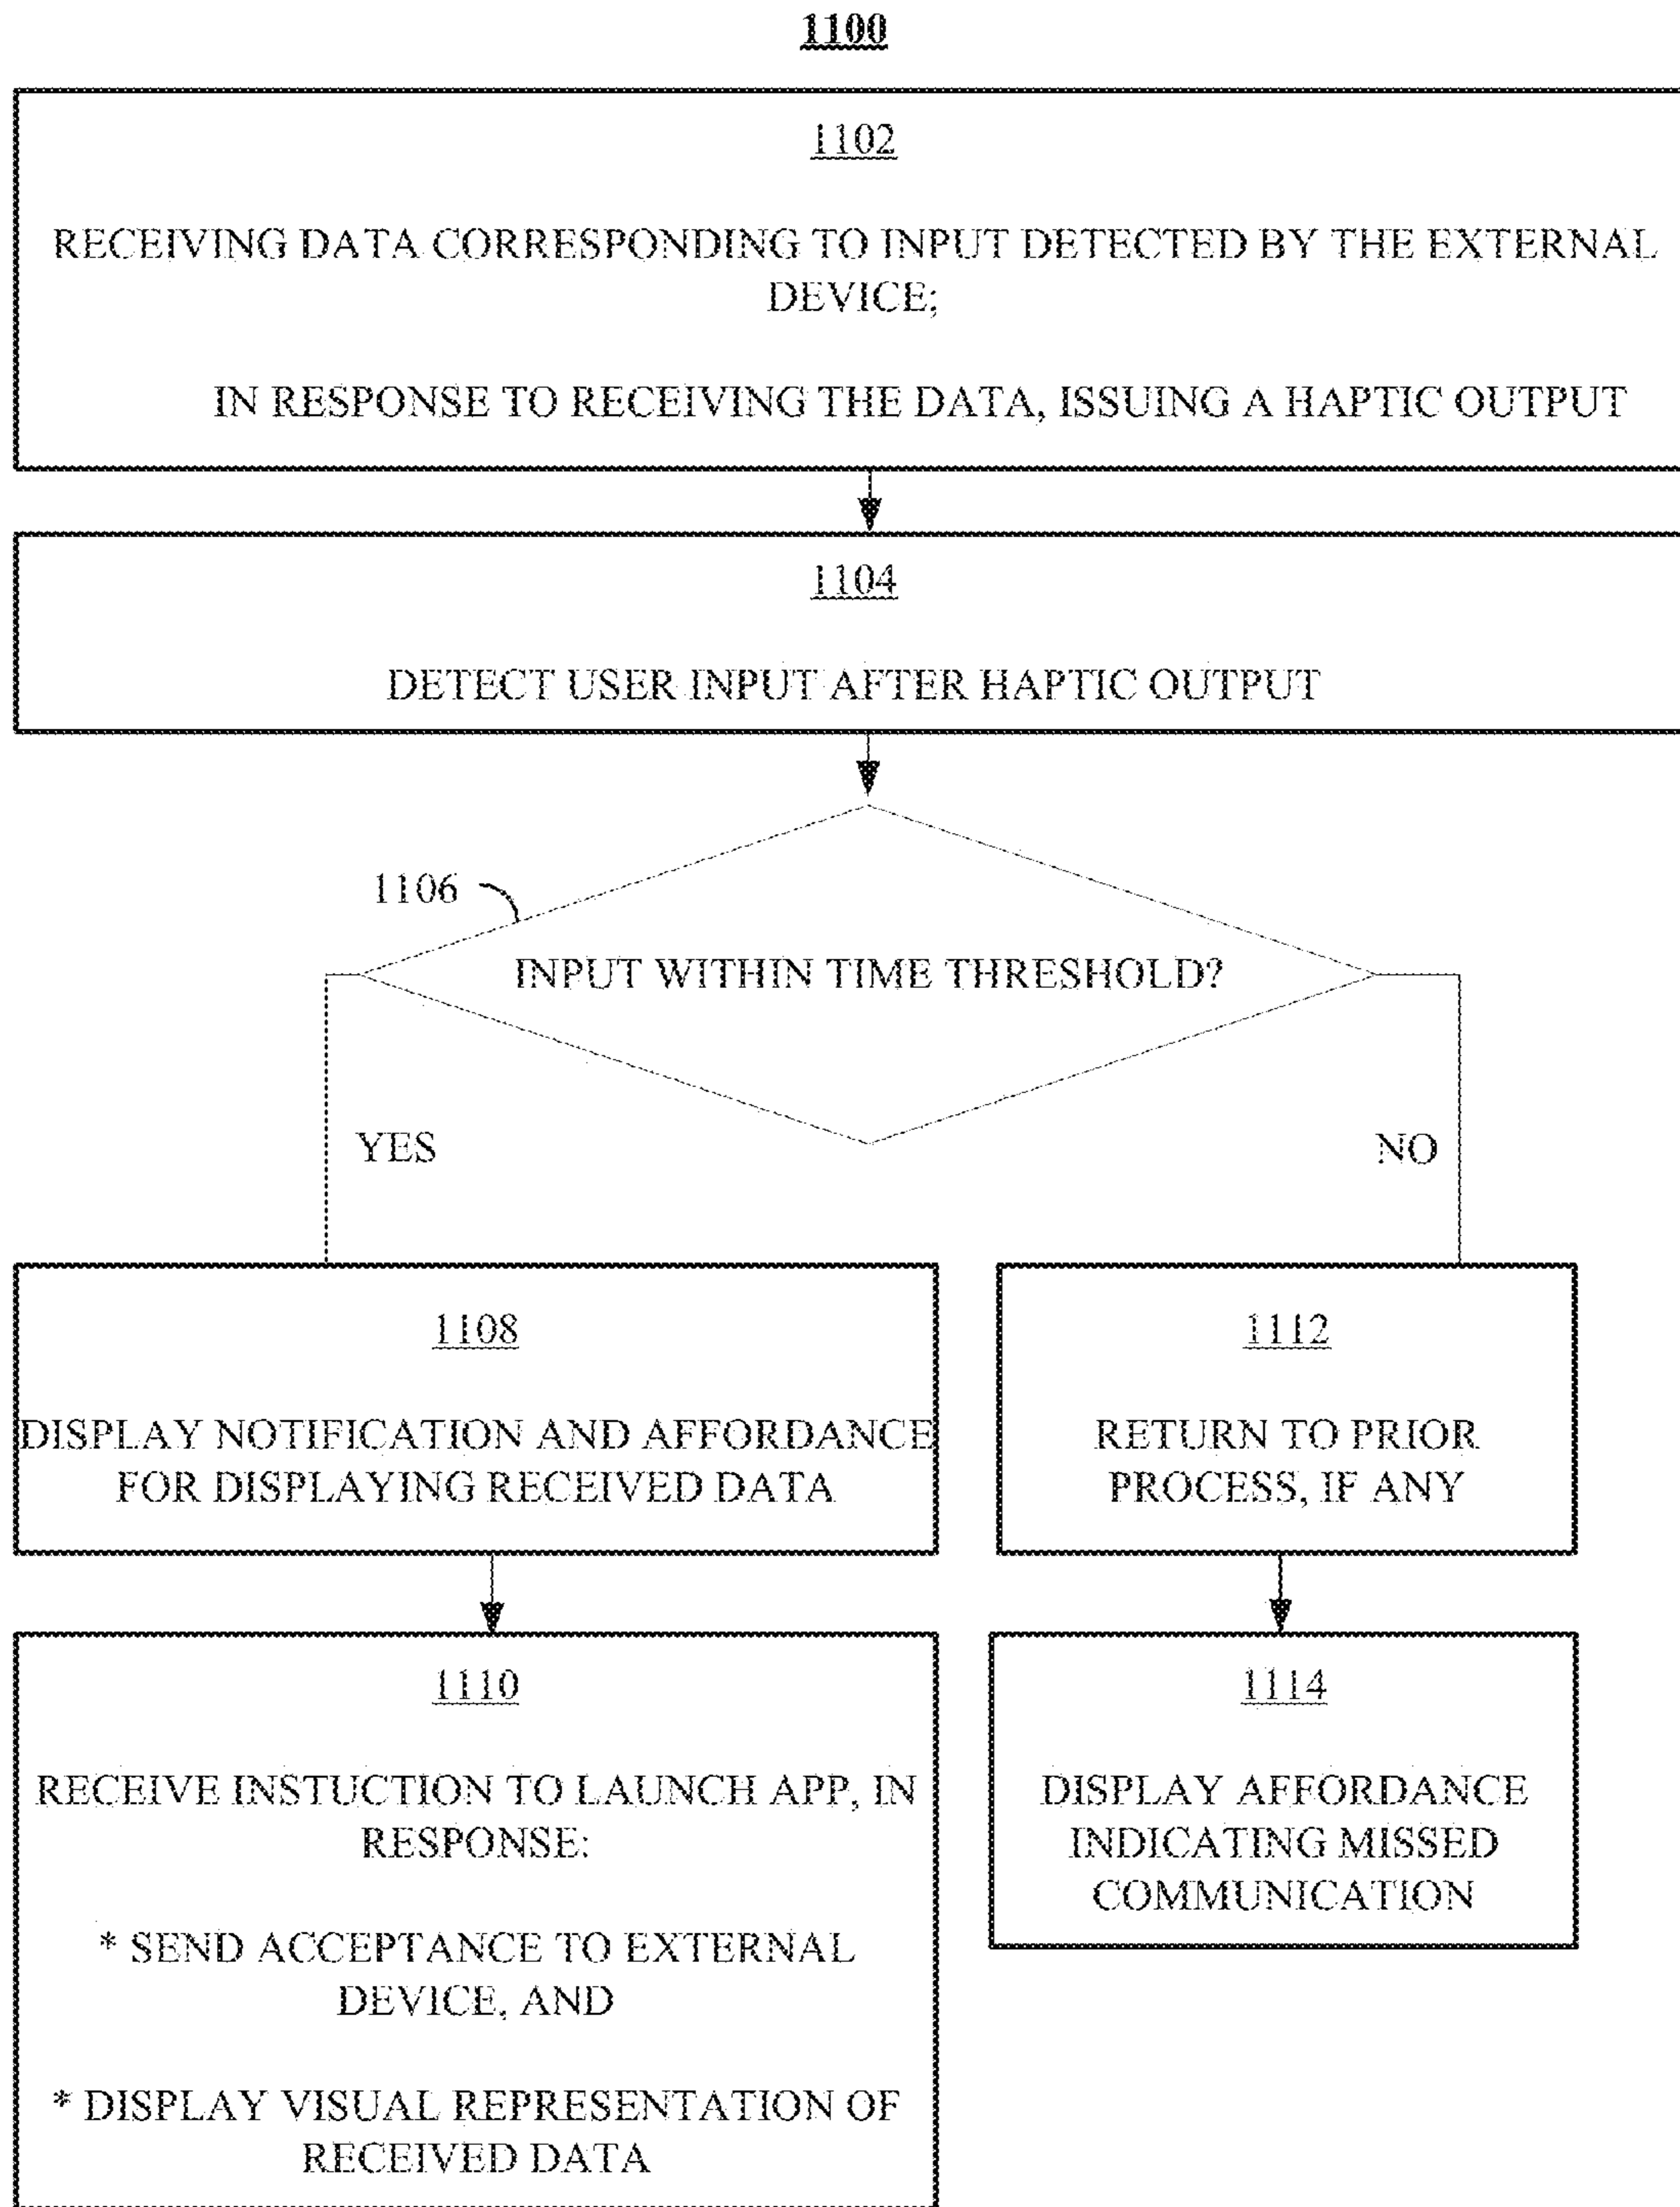 1100
1102
RECEIVING DATA CORRESPONDING TO INPUT DETECTED BY THE EXTERNAL
DEVICE;
IN RESPONSE TO RECEIVING THE DATA, ISSUING A HAPTIC OUTPUT
1104
DETECT USER INPUT AFTER HAPTIC OUTPUT
1106
INPUT WITHIN TIME THRESHOLD?
YES
NO
1108
DISPLAY NOTIFICATION AND AFFORDANCE
FOR DISPLAYING RECEIVED DATA
1112
RETURN TO PRIOR
PROCESS, IF ANY
1110
RECEIVE INSTUCTION TO LAUNCH APP, IN
RESPONSE:
* SEND ACCEPTANCE TO EXTERNAL
DEVICE, AND
* DISPLAY VISUAL REPRESENTATION OF
RECEIVED DATA
1114
DISPLAY AFFORDANCE
INDICATING MISSED
COMMUNICATION